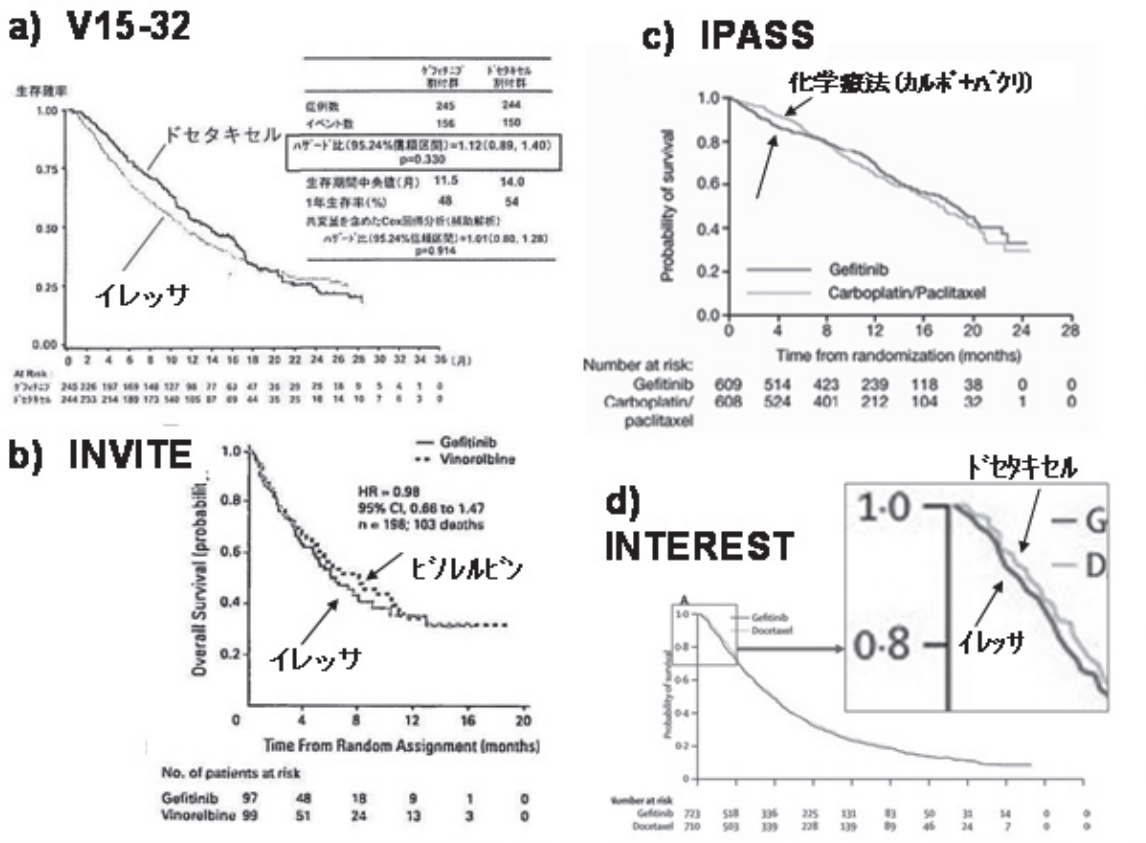 a) V15-32
生存確率
1.00
0.75
0.50
0.25
0.00
ドセタキセル
イレッサ
ゲフィチニブ 割付群 ドセタキセル 割付群
症例数 245 244
イベント数 156 150
ハザード比(95.24%信頼区間)=1.12(0.89, 1.40)
p=0.330
生存期間中央値(月) 11.5 14.0
1年生存率(%) 48 54
共変量を含めたCox回帰分析(補助解析)
ハザード比(95.24%信頼区間)=1.01(0.80, 1.28)
p=0.914
0 2 4 6 8 10 12 14 16 18 20 22 24 26 28 30 32 34 36 (月)
At Risk :
ゲフィチニブ 245 226 197 169 148 127 98 77 63 47 35 29 25 18 9 5 4 1 0
ドセタキセル 244 233 214 189 173 140 105 87 69 44 35 25 18 14 10 7 6 3 0
b) INVITE
Overall Survival (probability)
1.0
0.8
0.6
0.4
0.2
Gefitinib
Vinorelbine
HR = 0.98
95% CI, 0.66 to 1.47
n = 196; 103 deaths
ビノレルビン
イレッサ
0 4 8 12 16 20
Time From Random Assignment (months)
No. of patients at risk
Gefitinib 97 48 18 9 1 0
Vinorelbine 99 51 24 13 3 0
c) IPASS
化学療法(カルボ+パクリ)
Probability of survival
1.0
0.8
0.6
0.4
0.2
0.0
Gefitinib
Carboplatin/Paclitaxel
0 4 8 12 16 20 24 28
Time from randomization (months)
Number at risk:
Gefitinib 609 514 423 239 118 38 0 0
Carboplatin/ 608 524 401 212 104 32 1 0
paclitaxel
d)
INTEREST
ドセタキセル
1·0
0·8
G
D
イレッサ
A
Gefitinib
Docetaxel
Probability of survival
1·0
0·8
0·6
0·4
0·2
0
Number at risk
Gefitinib 723 518 336 225 131 83 50 31 14 0 0
Docetaxel 710 503 339 228 139 89 46 24 7 0 0